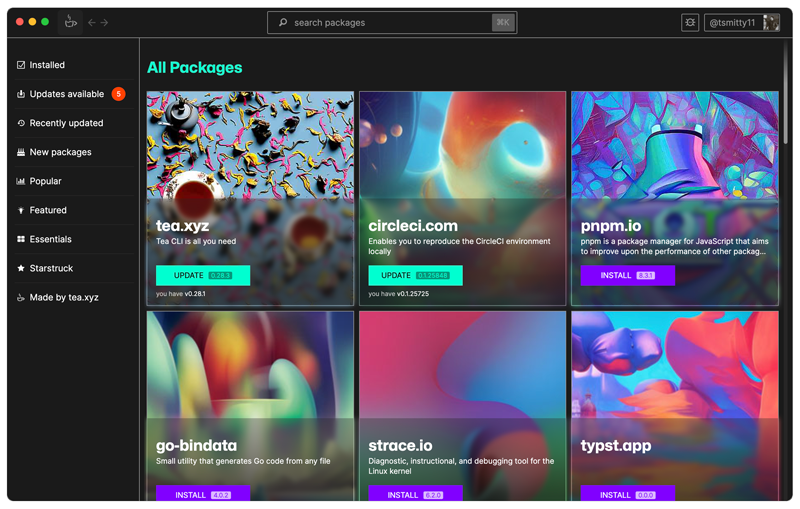 search packages
⌘K
@tsmitty11
Installed
Updates available
5
Recently updated
New packages
Popular
Featured
Essentials
Starstruck
Made by tea.xyz
All Packages
tea.xyz
Tea CLI is all you need
UPDATE 0.28.3
you have v0.28.1
circleci.com
Enables you to reproduce the CircleCI environment
locally
UPDATE 0.1.25848
you have v0.1.25725
pnpm.io
pnpm is a package manager for JavaScript that aims
to improve upon the performance of other packag...
INSTALL 8.3.1
go-bindata
Small utility that generates Go code from any file
INSTALL 4.0.2
strace.io
Diagnostic, instructional, and debugging tool for the
Linux kernel
INSTALL 6.2.0
typst.app
INSTALL 0.0.0